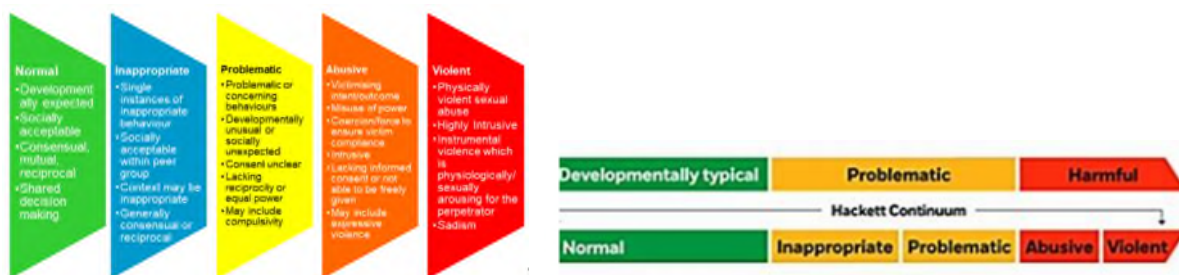 Normal
•Development
ally expected
•Socially
acceptable
•Consensual,
mutual,
reciprocal
•Shared
decision
making
Inappropriate
•Single
instances of
inappropriate
behaviour
•Socially
acceptable
within peer
group
•Context may be
inappropriate
•Generally
consensual or
reciprocal
Problematic
•Problematic or
concerning
behaviours
•Developmentally
unusual or
socially
unexpected
•Consent unclear
•Lacking
reciprocity or
equal power
•May include
compulsivity
Abusive
•Victimising
intent/outcome
•Misuse of power
•Coercion/force to
ensure victim
compliance
•Intrusive
•Lacking informed
consent or not
able to be freely
given
•May include
expressive
violence
Violent
•Physically
violent sexual
abuse
•Highly Intrusive
•Instrumental
violence which is
physiologically/
sexually
arousing for the
perpetrator
•Sadism
Developmentally typical Problematic Harmful
Hackett Continuum
Normal Inappropriate Problematic Abusive Violent